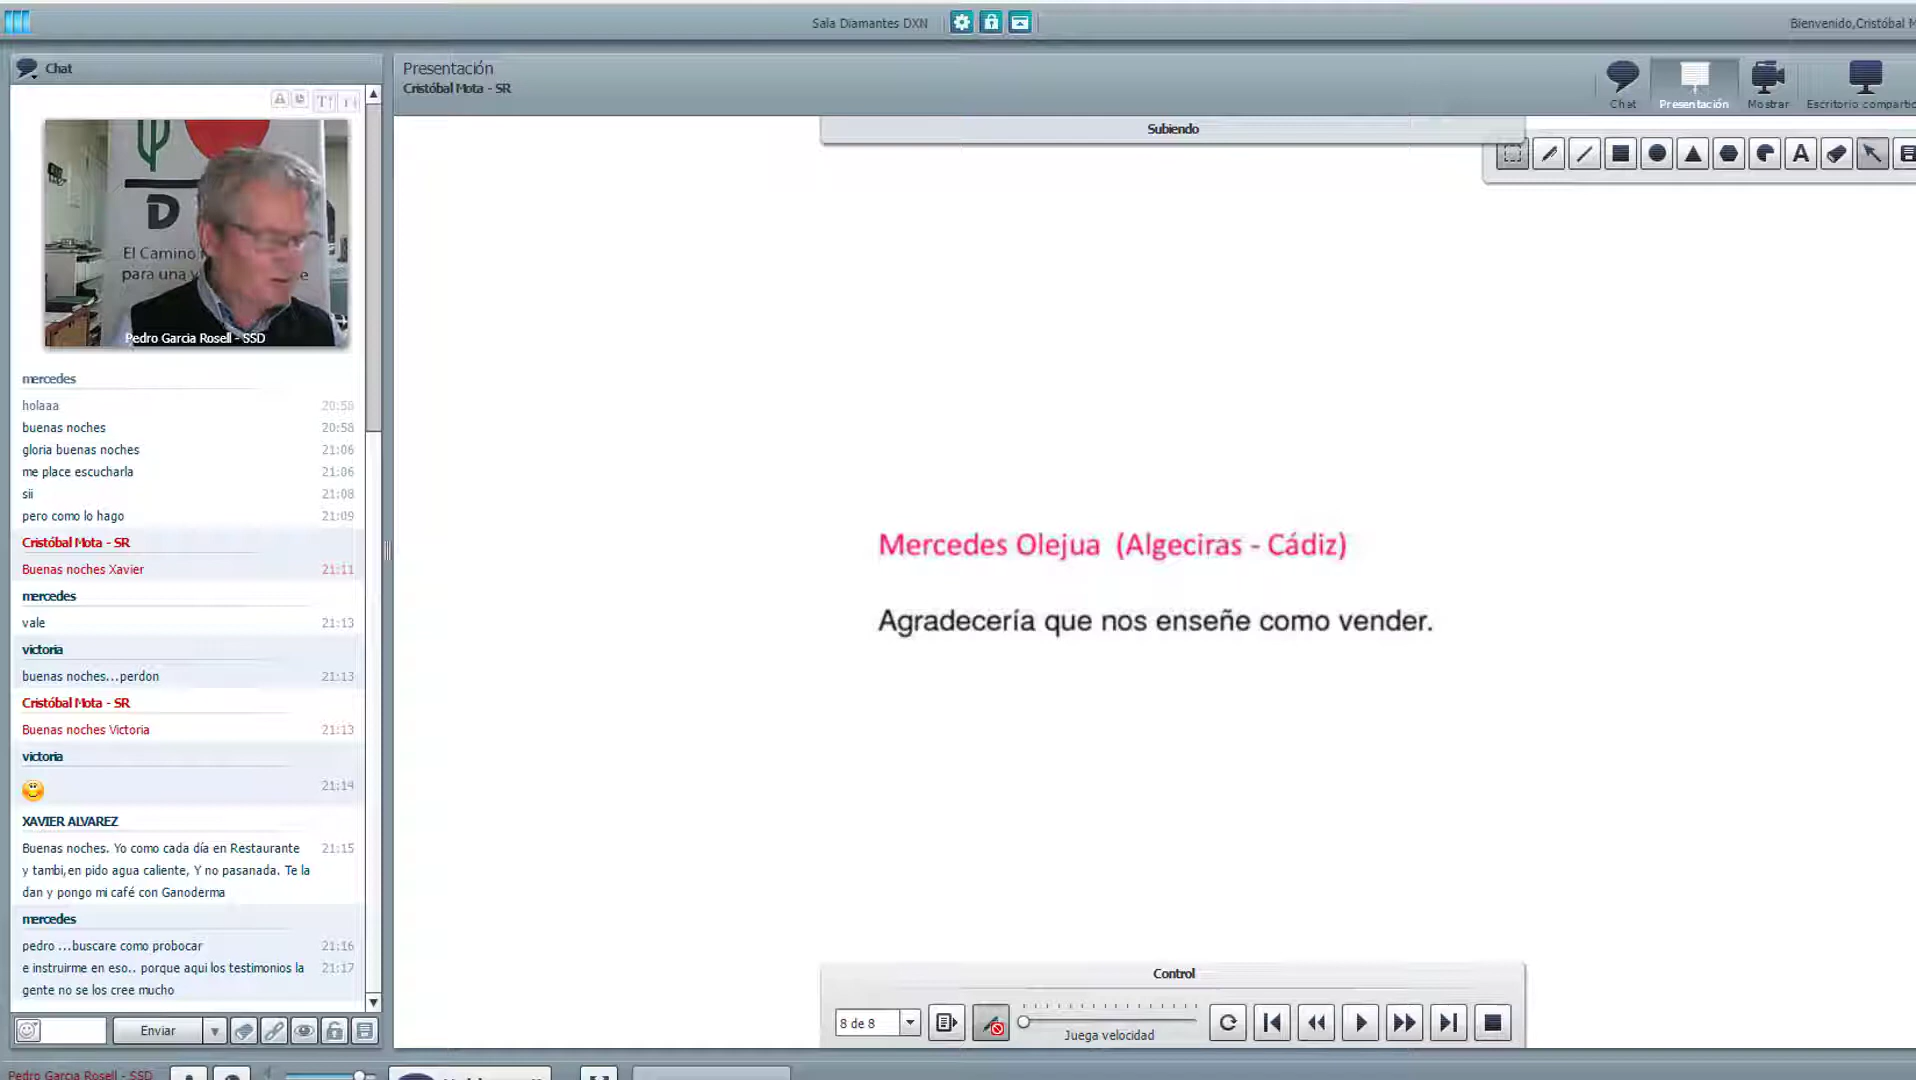 Sala Diamantes DXN
Bienvenido,Cristóbal M
Chat
Presentación
Cristóbal Mota - SR
Chat
Presentación
Mostrar
Escritorio comparti
Subiendo
D
El Camino
para una v
e
Pedro Garcia Rosell - SSD
mercedes
holaaa 20:58
buenas noches 20:58
gloria buenas noches 21:06
me place escucharla 21:06
sii 21:08
pero como lo hago 21:09
Cristóbal Mota - SR
Buenas noches Xavier 21:11
mercedes
vale 21:13
victoria
buenas noches...perdon 21:13
Cristóbal Mota - SR
Buenas noches Victoria 21:13
victoria
21:14
XAVIER ALVAREZ
Buenas noches. Yo como cada día en Restaurante 21:15
y tambi,en pido agua caliente, Y no pasanada. Te la
dan y pongo mi café con Ganoderma
mercedes
pedro ...buscare como probocar 21:16
e instruirme en eso.. porque aqui los testimonios la 21:17
gente no se los cree mucho
Enviar
Mercedes Olejua (Algeciras - Cádiz)
Agradecería que nos enseñe como vender.
Control
8 de 8
Juega velocidad
Pedro Garcia Rosell - SSD